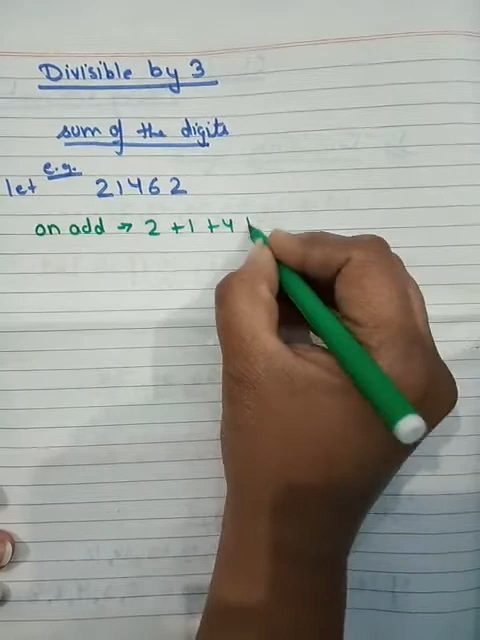 Divisible by 3
sum of the digits
e.g.
let 21462
on add → 2 +1 +4